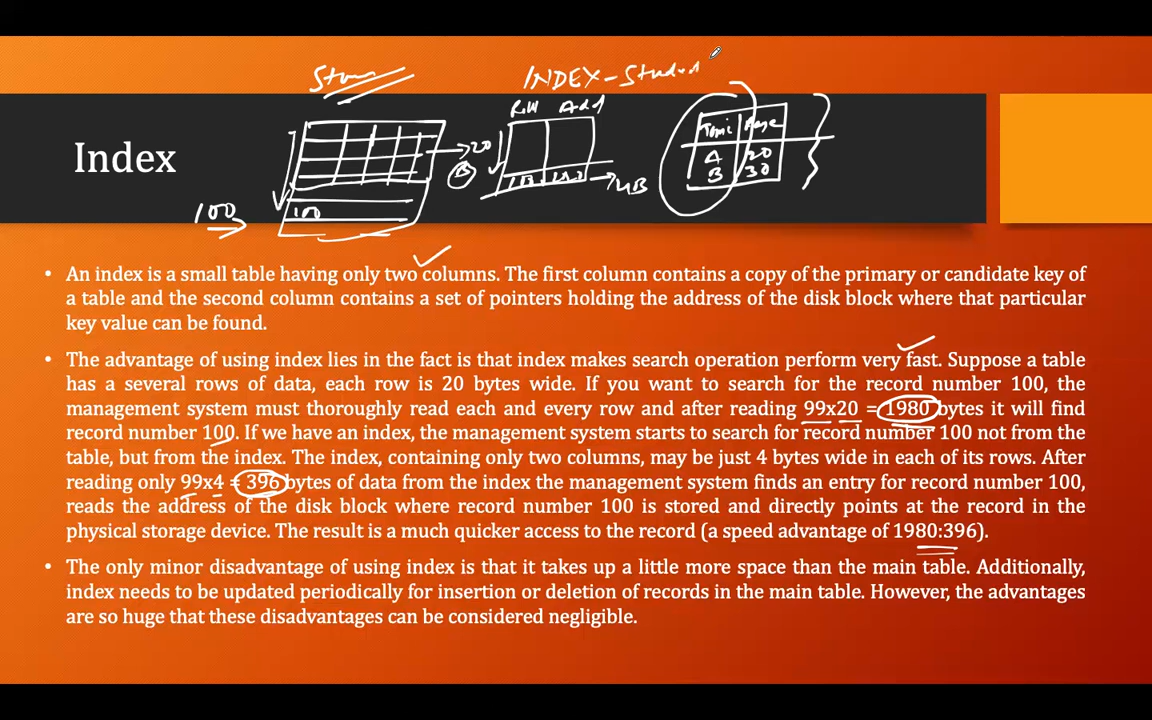 INDEX - Student
Add
20
B
4B
100
100
Page
A 20
B 30
Index
• An index is a small table having only two columns. The first column contains a copy of the primary or candidate key of
a table and the second column contains a set of pointers holding the address of the disk block where that particular
key value can be found.
• The advantage of using index lies in the fact is that index makes search operation perform very fast. Suppose a table
has a several rows of data, each row is 20 bytes wide. If you want to search for the record number 100, the
management system must thoroughly read each and every row and after reading 99x20 = 1980 bytes it will find
record number 100. If we have an index, the management system starts to search for record number 100 not from the
table, but from the index. The index, containing only two columns, may be just 4 bytes wide in each of its rows. After
reading only 99x4 = 396 bytes of data from the index the management system finds an entry for record number 100,
reads the address of the disk block where record number 100 is stored and directly points at the record in the
physical storage device. The result is a much quicker access to the record (a speed advantage of 1980:396).
• The only minor disadvantage of using index is that it takes up a little more space than the main table. Additionally,
index needs to be updated periodically for insertion or deletion of records in the main table. However, the advantages
are so huge that these disadvantages can be considered negligible.